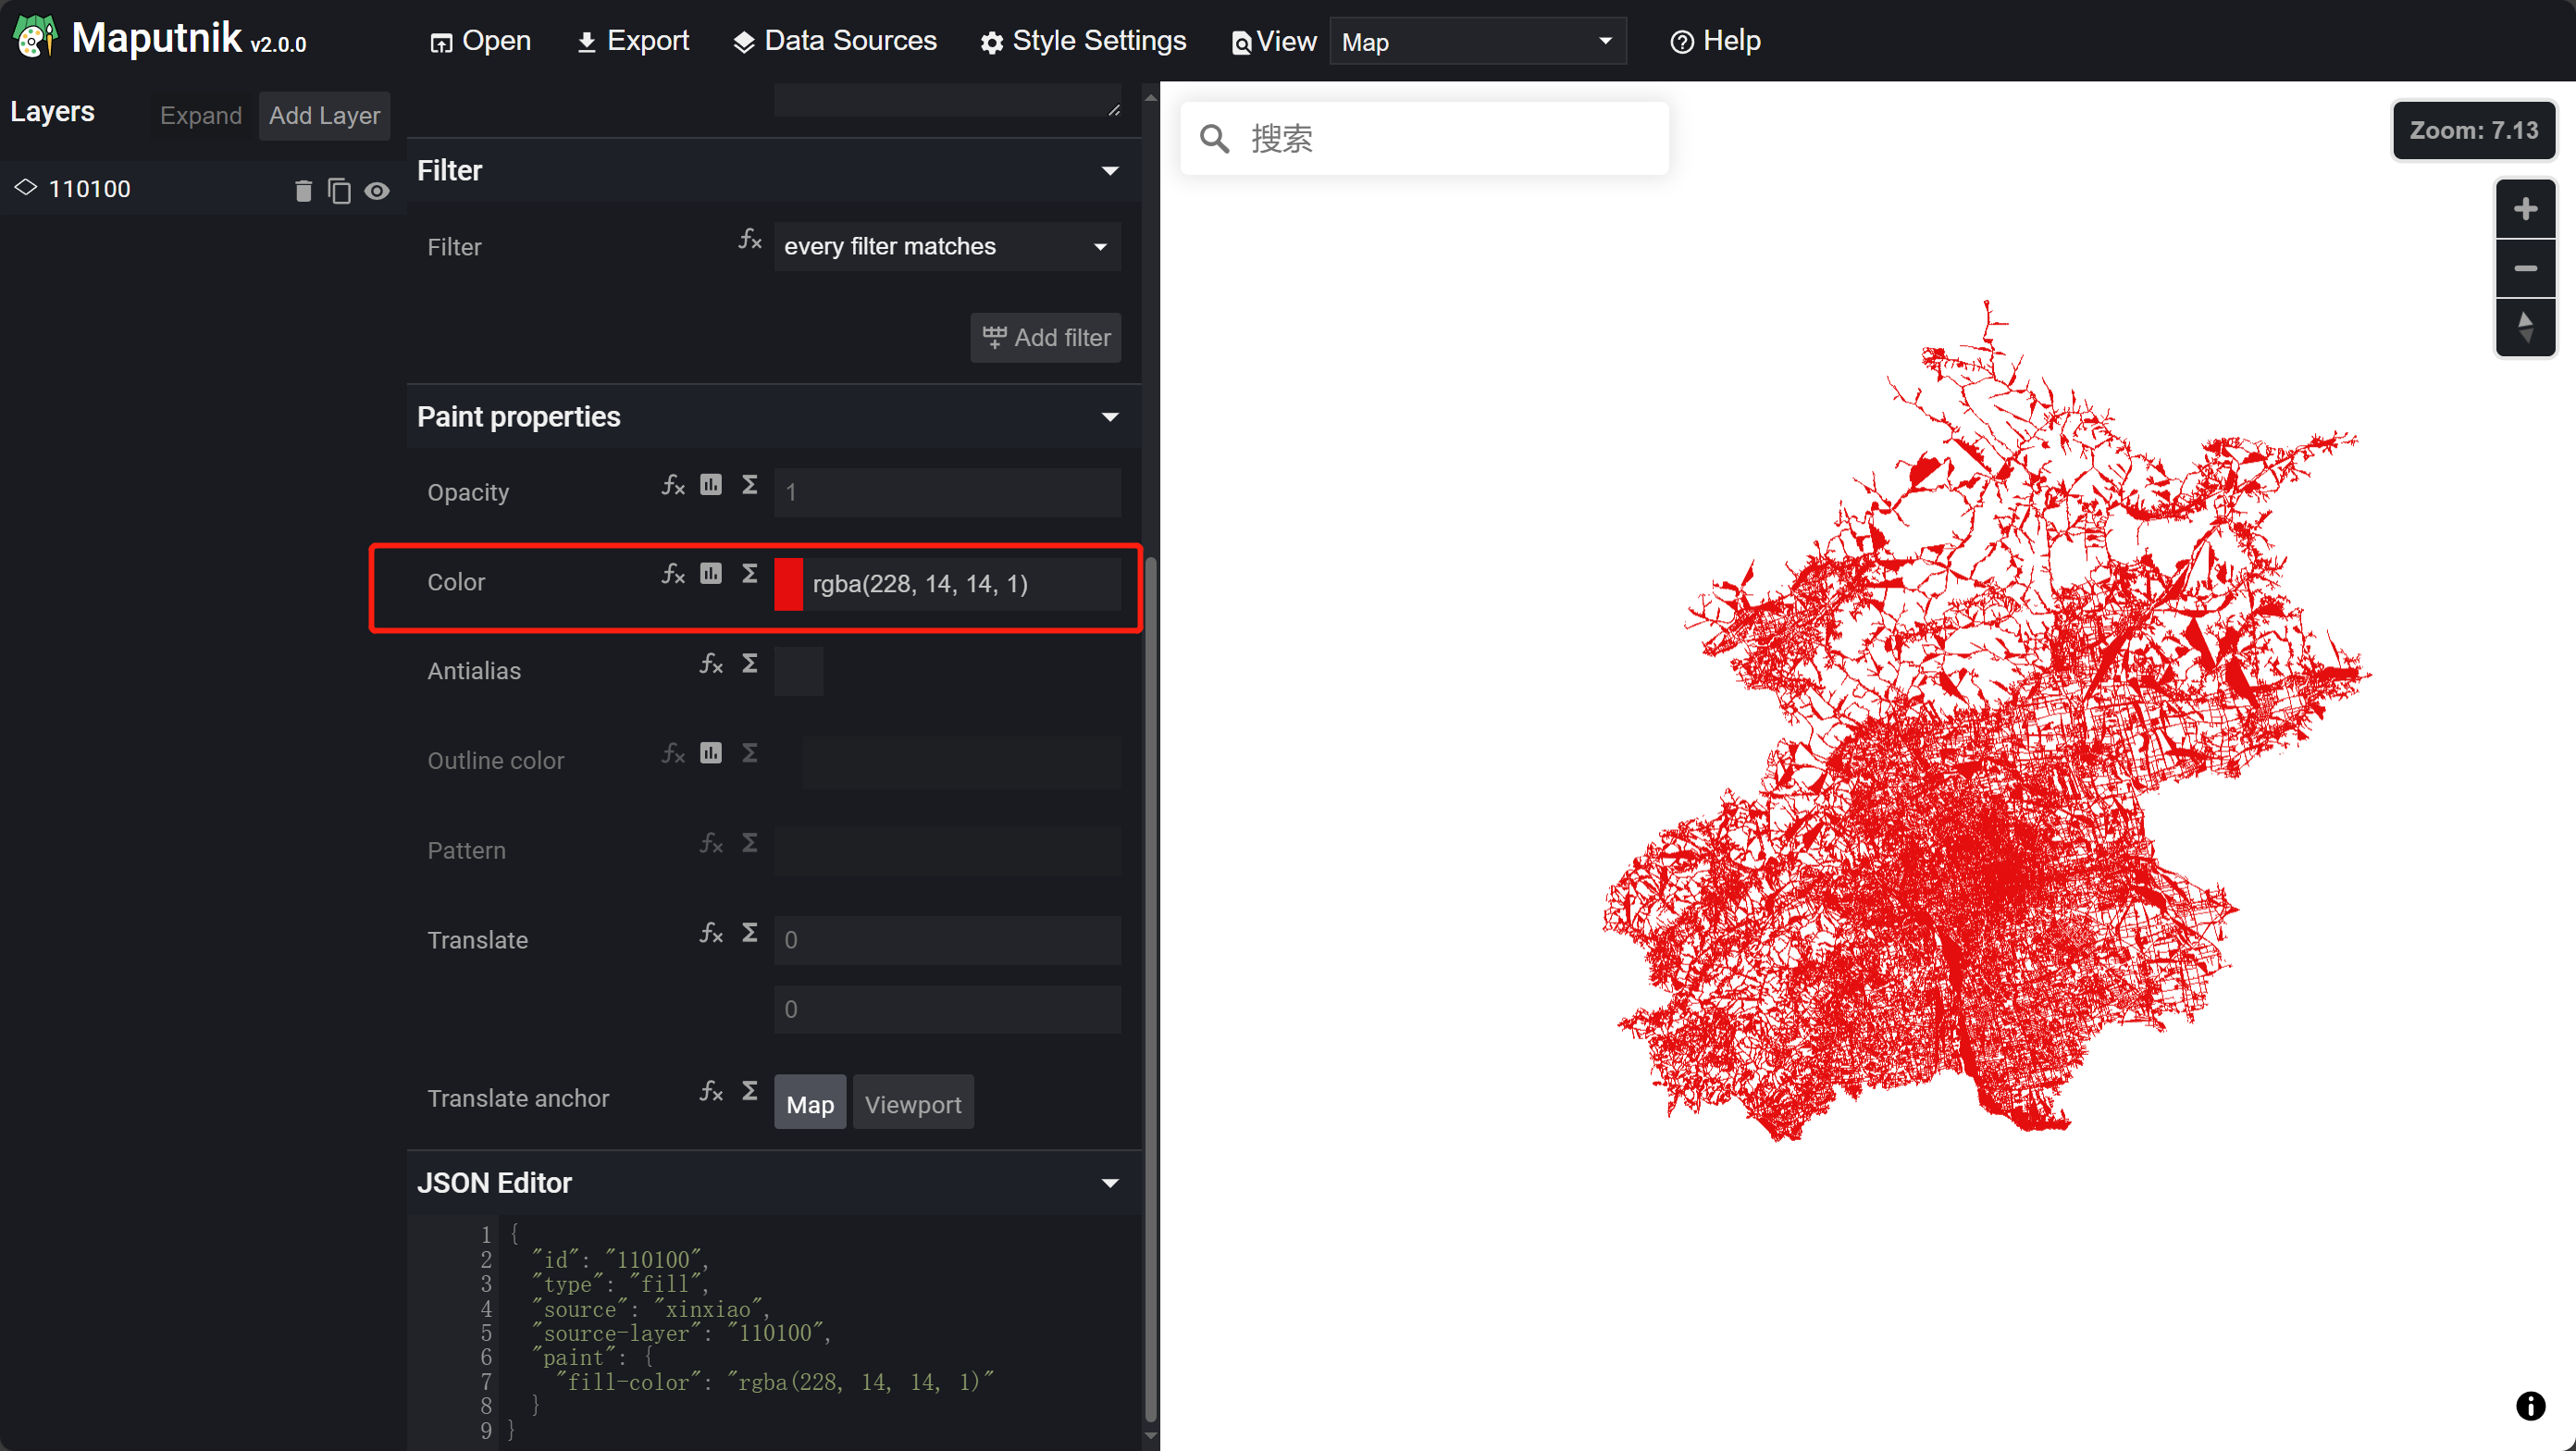 Maputnik v2.0.0
Open
Export
Data Sources
Style Settings
View
Map
Help
Layers
Expand
Add Layer
110100
Filter
Filter
every filter matches
Add filter
Paint properties
Opacity
1
Color
rgba(228, 14, 14, 1)
Antialias
Outline color
Pattern
Translate
0
0
Translate anchor
Map
Viewport
JSON Editor
1 {
2 "id": "110100",
3 "type": "fill",
4 "source": "xinxiao",
5 "source-layer": "110100",
6 "paint": {
7 "fill-color": "rgba(228, 14, 14, 1)"
8 }
9 }
搜索
Zoom: 7.13